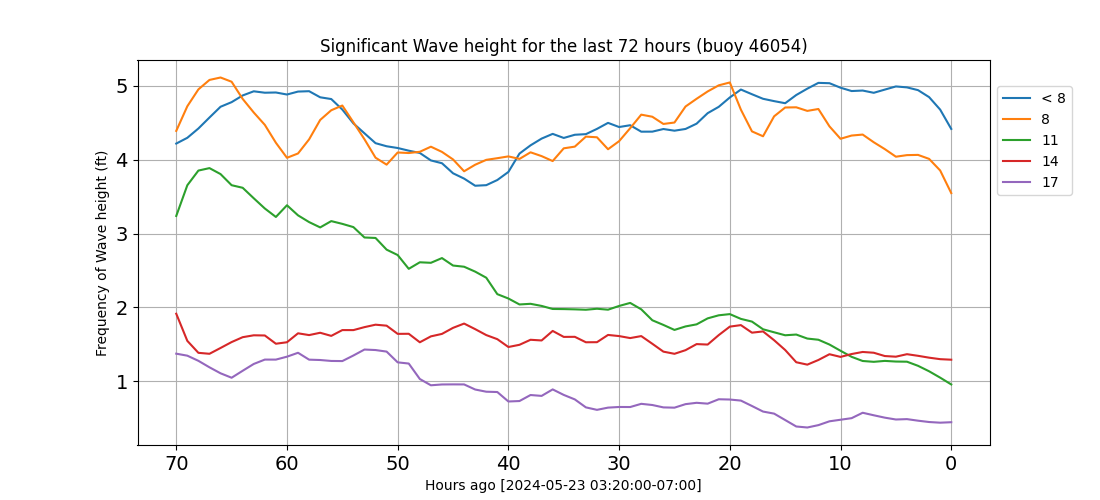 Significant Wave height for the last 72 hours (buoy 46054)
Frequency of Wave height (ft)
5
4
3
2
1
70 60 50 40 30 20 10 0
Hours ago [2024-05-23 03:20:00-07:00]
< 8
8
11
14
17